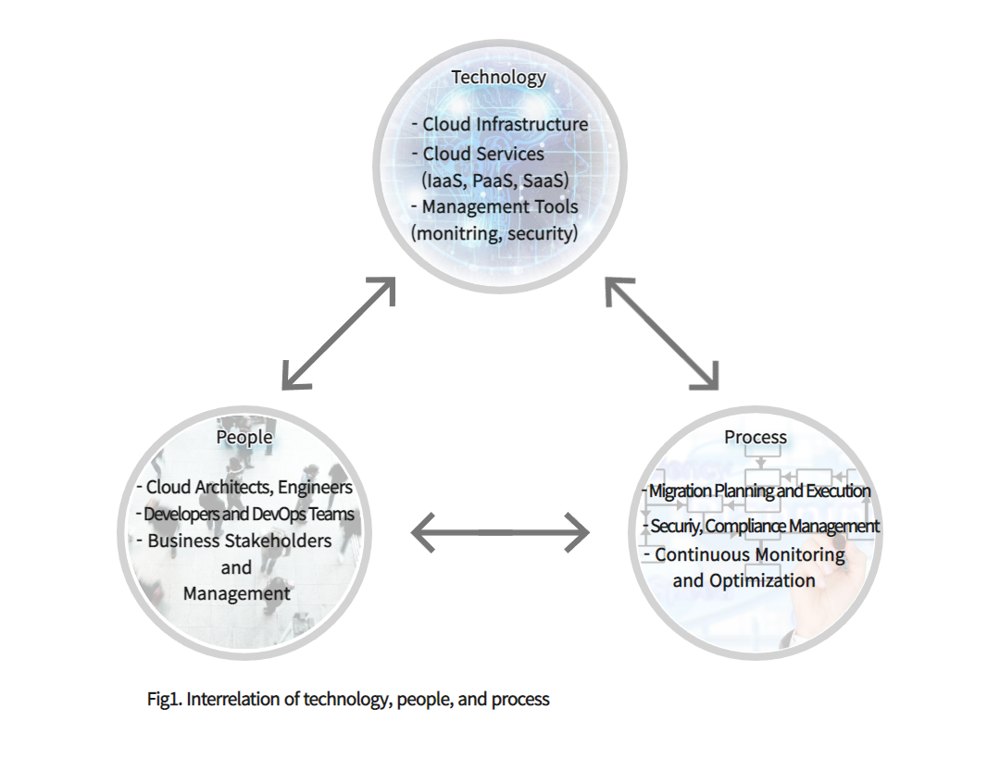 Technology
- Cloud Infrastructure
- Cloud Services
(IaaS, PaaS, SaaS)
- Management Tools
(monitring, security)
People
- Cloud Architects, Engineers
- Developers and DevOps Teams
- Business Stakeholders
and
Management
Process
- Migration Planning and Execution
- Securiy, Compliance Management
- Continuous Monitoring
and Optimization
Fig1. Interrelation of technology, people, and process